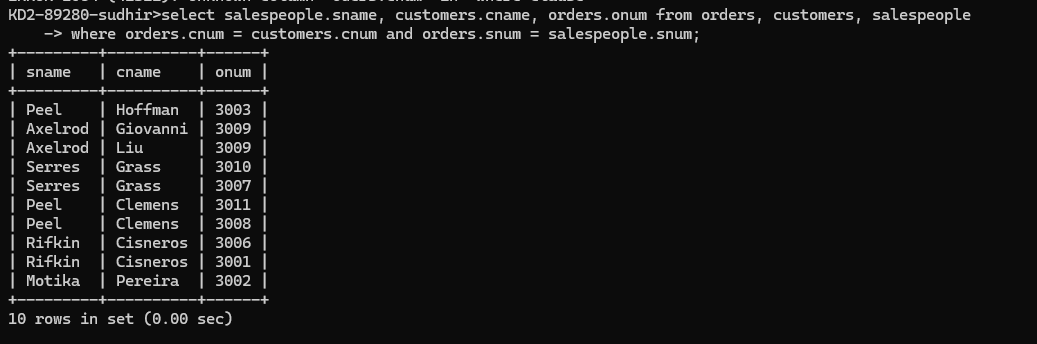 KD2-89280-sudhir>select salespeople.sname, customers.cname, orders.onum from orders, customers, salespeople
    -> where orders.cnum = customers.cnum and orders.snum = salespeople.snum;
+---------+----------+------+
| sname   | cname    | onum |
+---------+----------+------+
| Peel    | Hoffman  | 3003 |
| Axelrod | Giovanni | 3009 |
| Axelrod | Liu      | 3009 |
| Serres  | Grass    | 3010 |
| Serres  | Grass    | 3007 |
| Peel    | Clemens  | 3011 |
| Peel    | Clemens  | 3008 |
| Rifkin  | Cisneros | 3006 |
| Rifkin  | Cisneros | 3001 |
| Motika  | Pereira  | 3002 |
+---------+----------+------+
10 rows in set (0.00 sec)